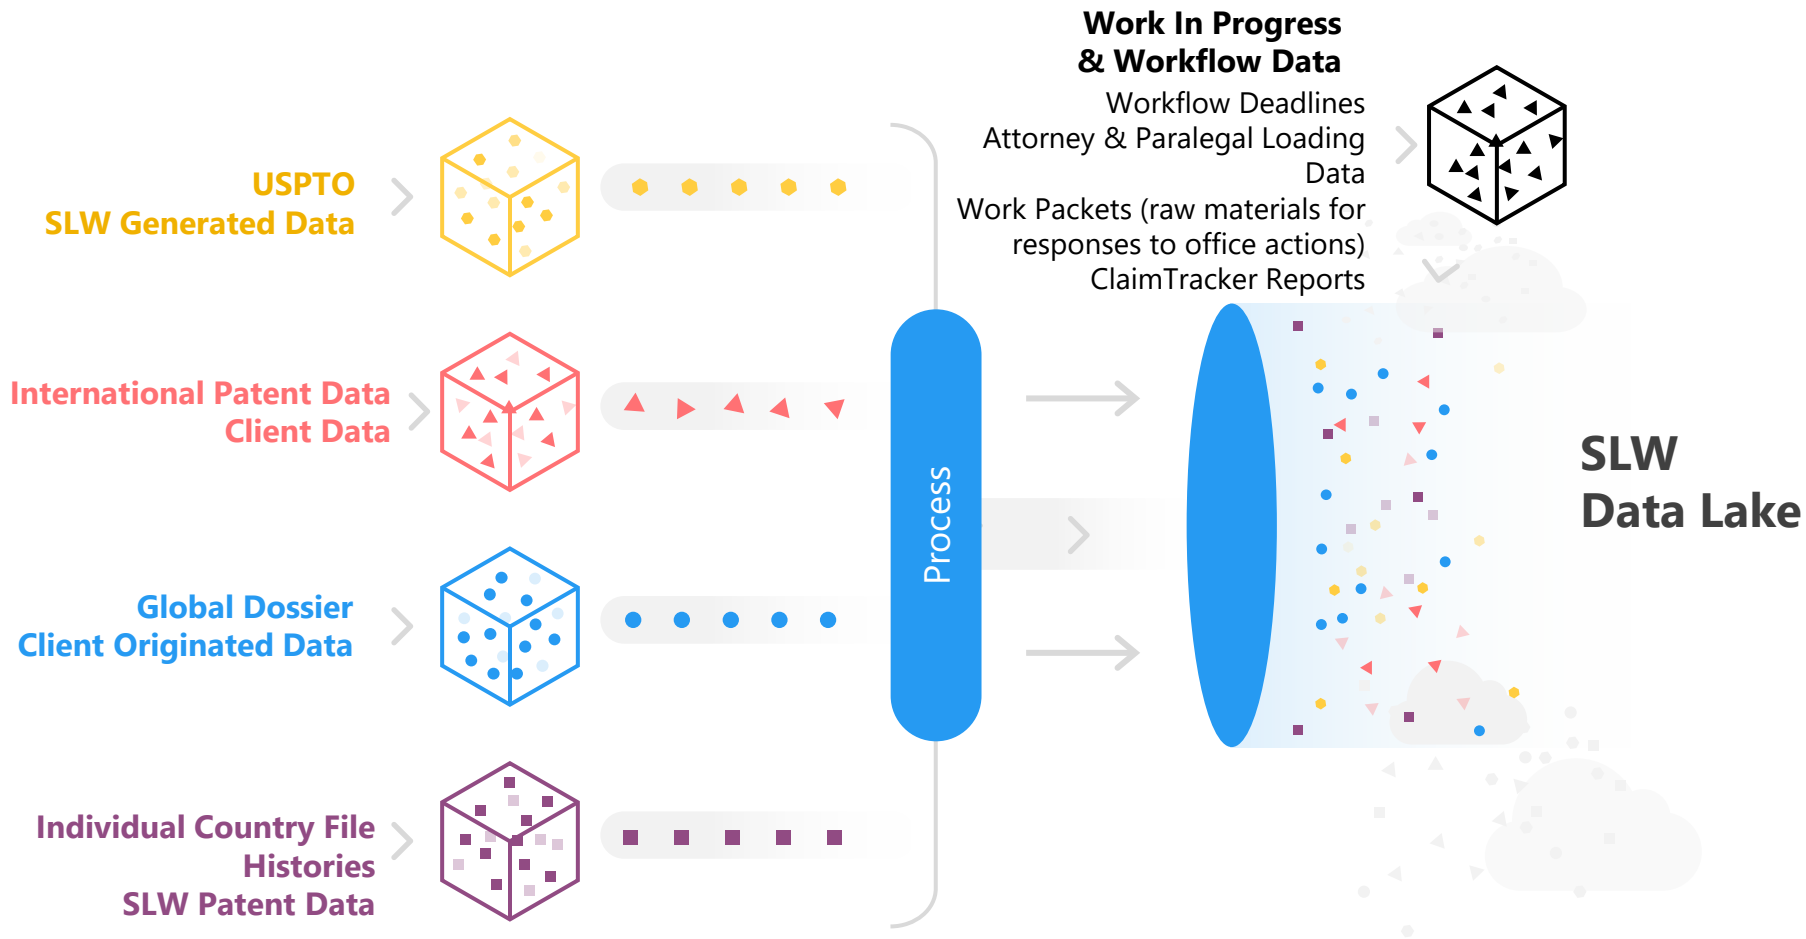 Work In Progress
& Workflow Data
Workflow Deadlines
Attorney & Paralegal Loading
Data
Work Packets (raw materials for
responses to office actions)
ClaimTracker Reports
USPTO
SLW Generated Data
International Patent Data
Client Data
Global Dossier
Client Originated Data
Individual Country File
Histories
SLW Patent Data
Process
SLW
Data Lake